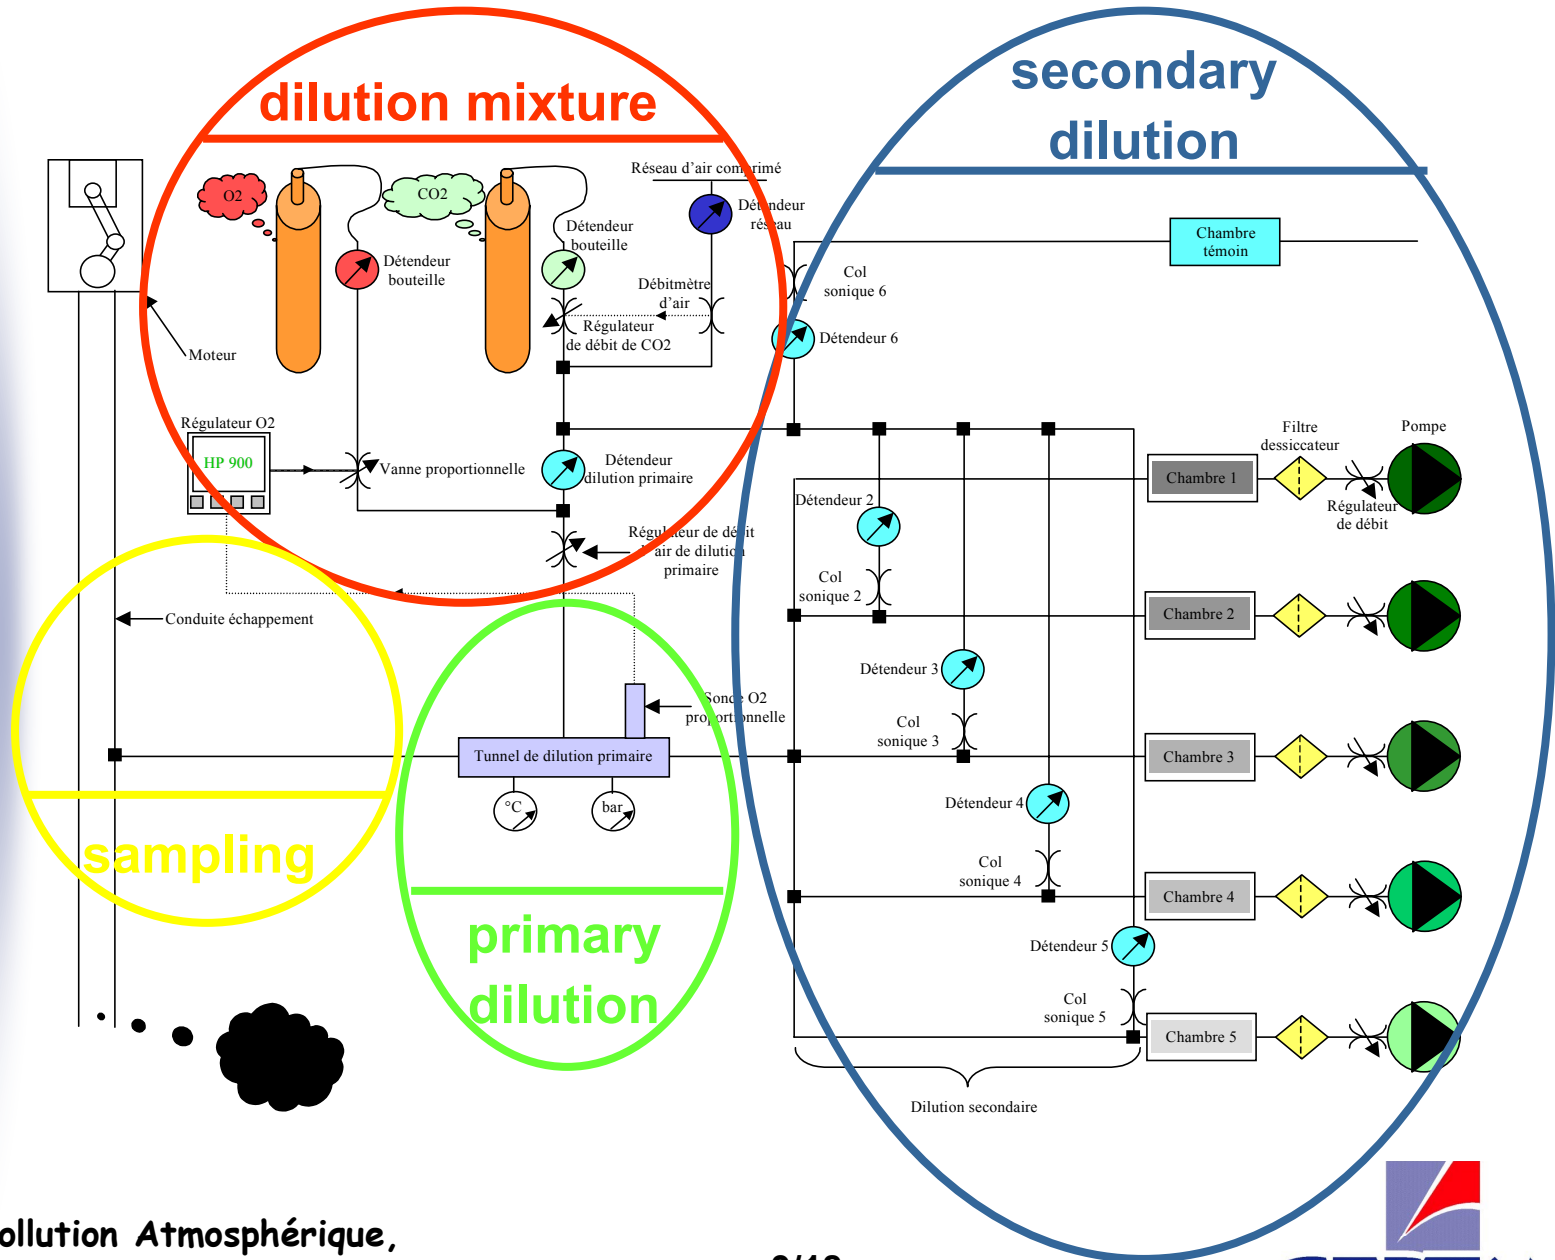 dilution mixture
secondary
dilution
O2
CO2
Réseau d'air comprimé
Détendeur
réseau
Détendeur
bouteille
Détendeur
bouteille
Débitmètre
d'air
Régulateur
de débit de CO2
Moteur
Chambre
témoin
Col
sonique 6
Détendeur 6
Régulateur O2
HP 900
Vanne proportionnelle
Détendeur
dilution primaire
Régulateur de débit
d'air de dilution
primaire
Filtre
dessiccateur
Pompe
Chambre 1
Régulateur
de débit
Détendeur 2
Col
sonique 2
Chambre 2
Conduite échappement
Détendeur 3
Sonde O2
proportionnelle
Col
sonique 3
Chambre 3
Tunnel de dilution primaire
°C
bar
Détendeur 4
sampling
Col
sonique 4
Chambre 4
primary
dilution
Détendeur 5
Col
sonique 5
Chambre 5
Dilution secondaire
ollution Atmosphérique,